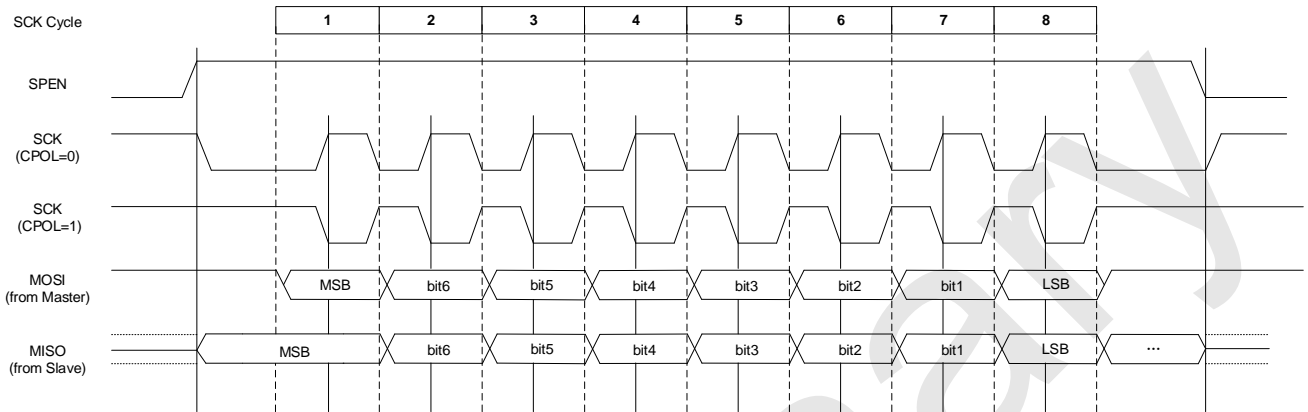 SCK Cycle 1 2 3 4 5 6 7 8
SPEN
SCK
(CPOL=0)
SCK
(CPOL=1)
MOSI
(from Master)
MSB bit6 bit5 bit4 bit3 bit2 bit1 LSB
MISO
(from Slave)
MSB bit6 bit5 bit4 bit3 bit2 bit1 LSB ...
ary